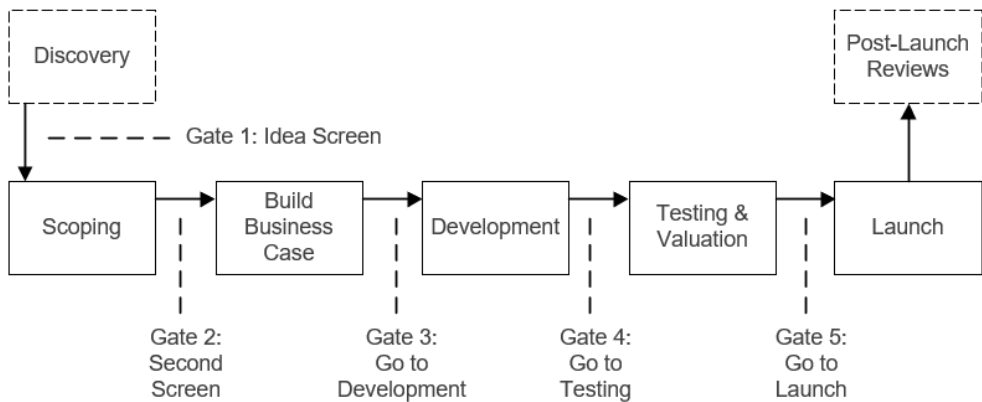 Discovery
Post-Launch
Reviews
Gate 1: Idea Screen
Scoping
Build
Business
Case
Development
Testing &
Valuation
Launch
Gate 2:
Second
Screen
Gate 3:
Go to
Development
Gate 4:
Go to
Testing
Gate 5:
Go to
Launch